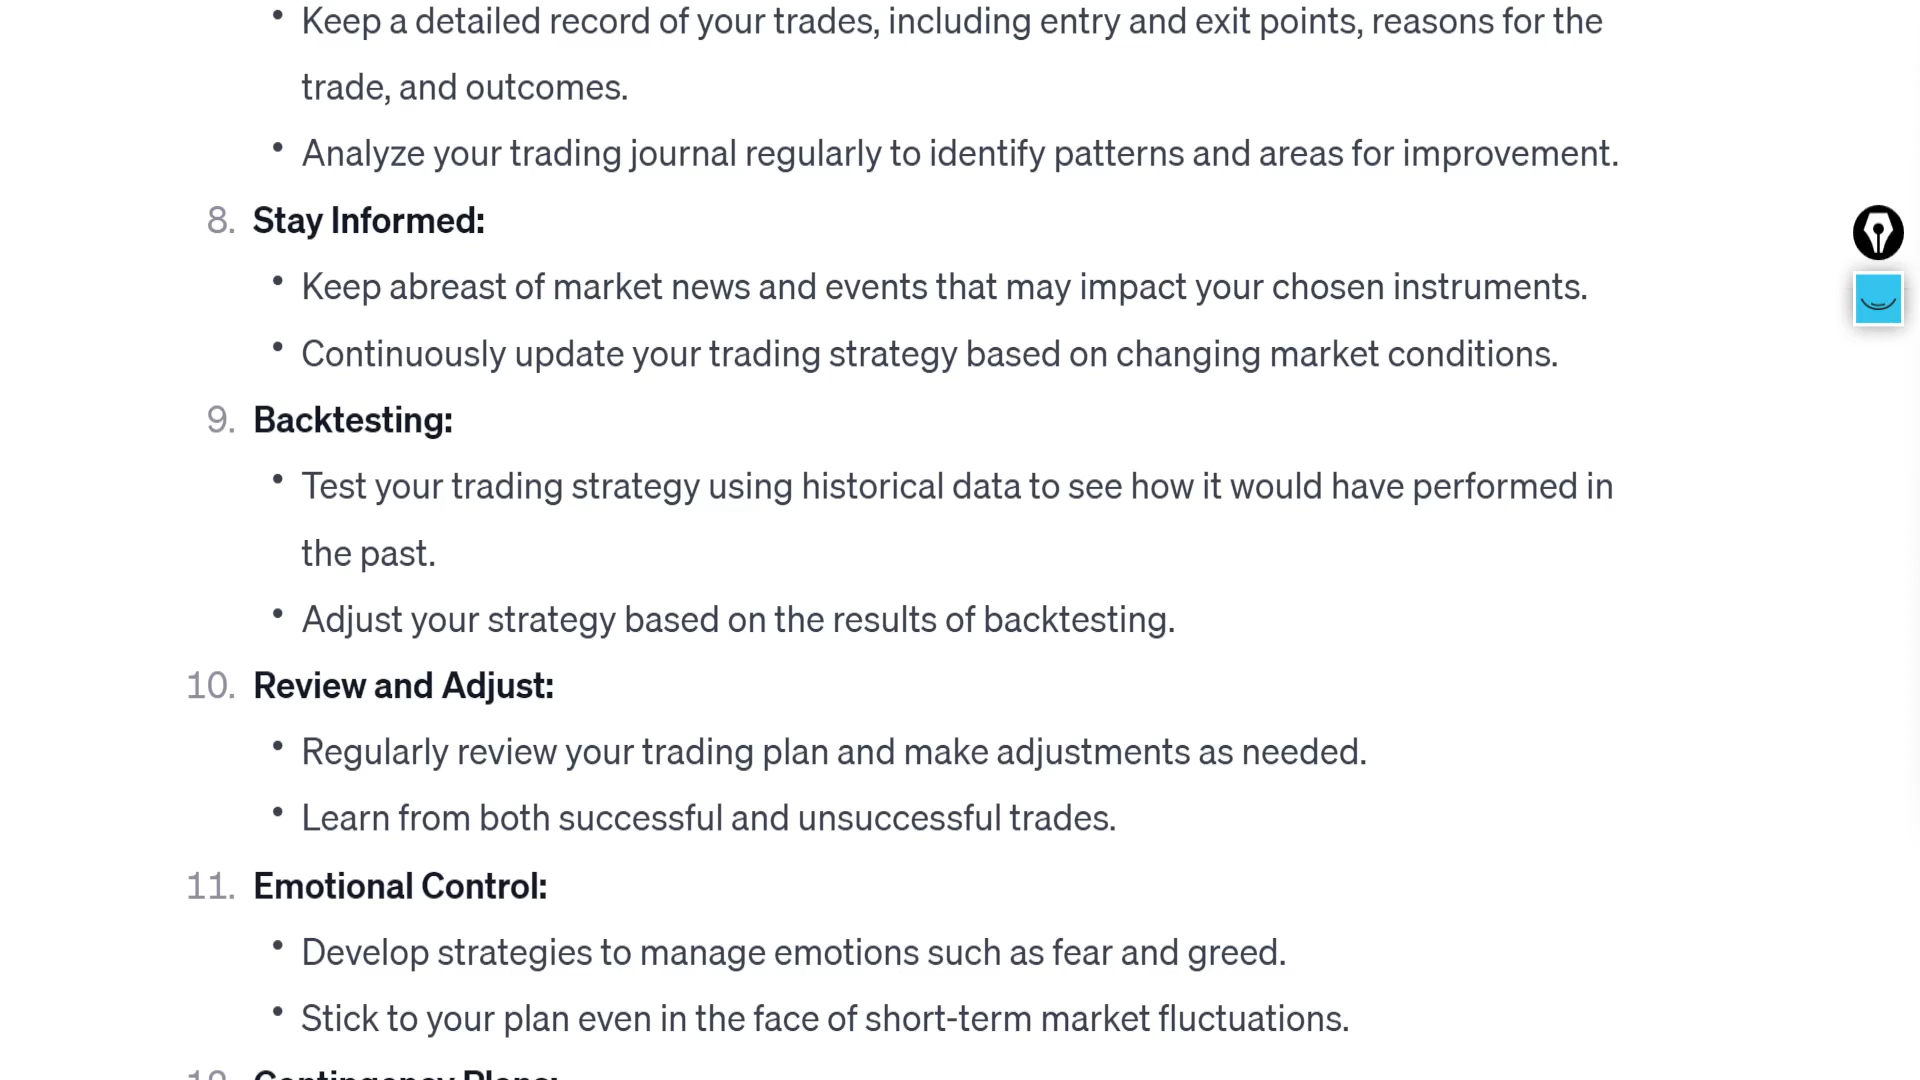 • Keep a detailed record of your trades, including entry and exit points, reasons for the
trade, and outcomes.
• Analyze your trading journal regularly to identify patterns and areas for improvement.
8. Stay Informed:
• Keep abreast of market news and events that may impact your chosen instruments.
• Continuously update your trading strategy based on changing market conditions.
9. Backtesting:
• Test your trading strategy using historical data to see how it would have performed in
the past.
• Adjust your strategy based on the results of backtesting.
10. Review and Adjust:
• Regularly review your trading plan and make adjustments as needed.
• Learn from both successful and unsuccessful trades.
11. Emotional Control:
• Develop strategies to manage emotions such as fear and greed.
• Stick to your plan even in the face of short-term market fluctuations.
12. Contingency Plans: